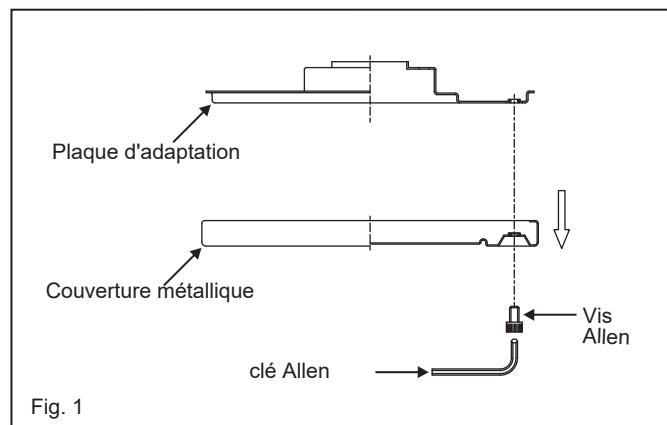 Plaque d'adaptation
Couverture métallique
Vis
Allen
clé Allen
Fig. 1